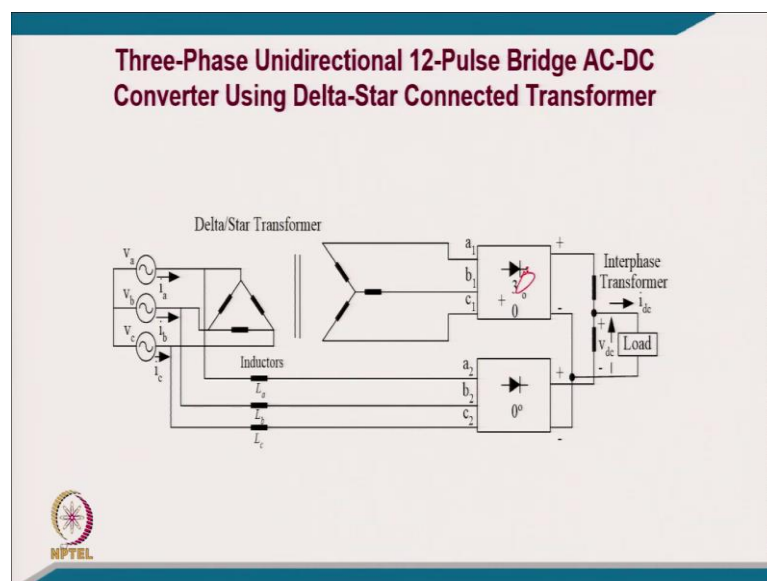 Three-Phase Unidirectional 12-Pulse Bridge AC-DC
Converter Using Delta-Star Connected Transformer
Delta/Star Transformer
v_a
i_a
v_b
i_b
v_c
i_c
a_1
b_1
c_1
+
3
o
0
+
-
Interphase
Transformer
i_dc
+
v_dc
-
Load
Inductors
L_a
L_b
L_c
a_2
b_2
c_2
0°
+
-
NPTEL